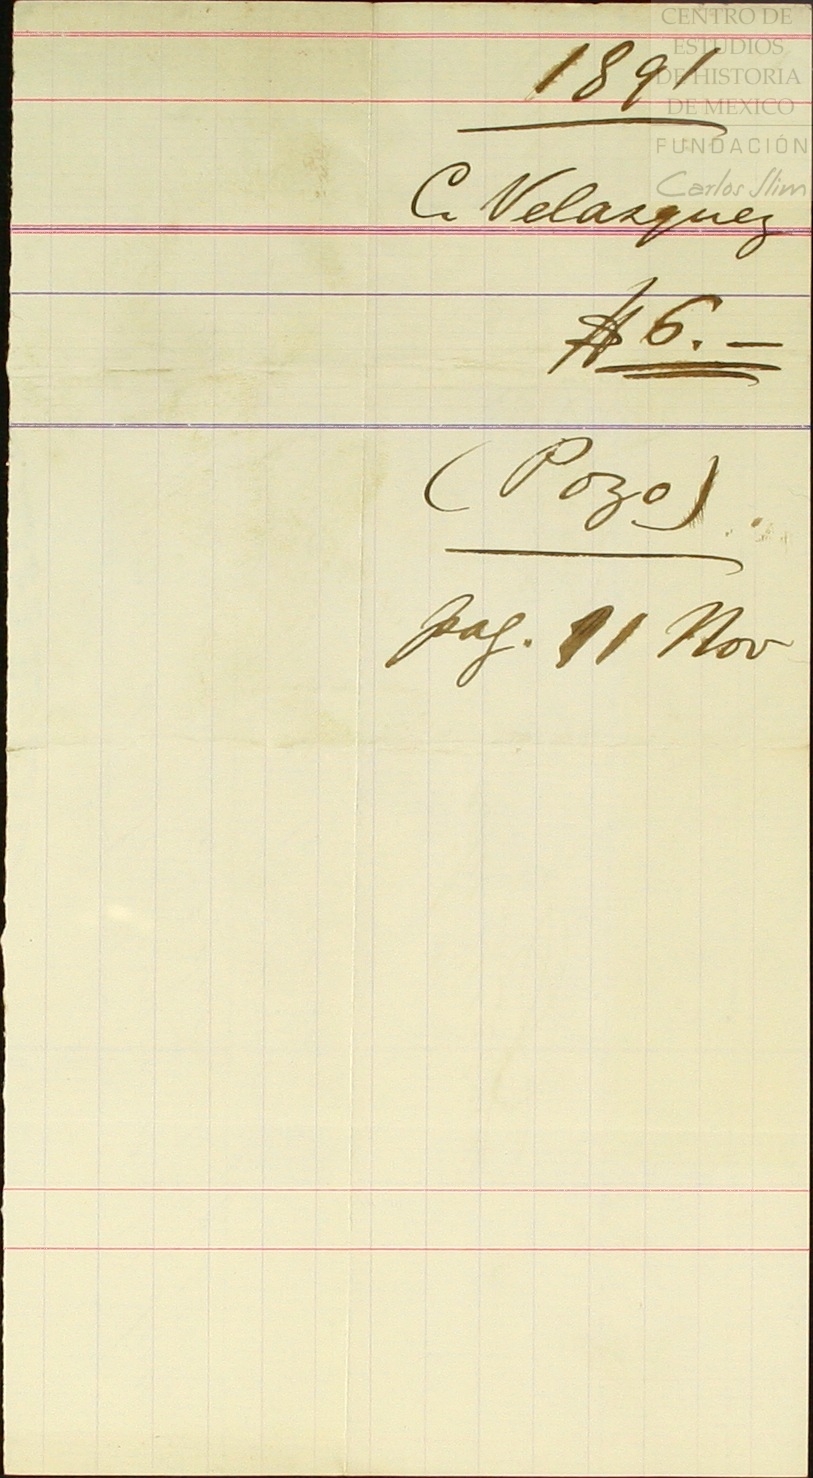 CENTRO DE
ESTUDIOS
DE HISTORIA
DE MEXICO
FUNDACIÓN
Carlos Slim
1891
C. Velazquez
$6.—
(Pozo)
pag. 11 Nov